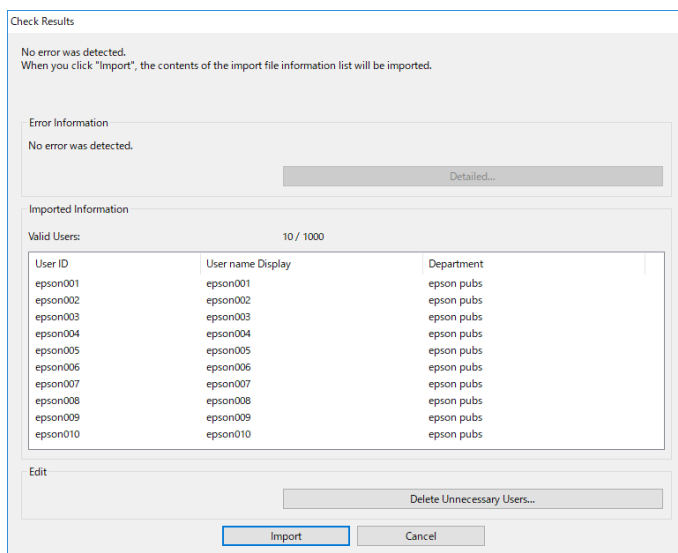 Check Results
No error was detected.
When you click "Import", the contents of the import file information list will be imported.
Error Information
No error was detected.
Detailed...
Imported Information
Valid Users: 10 / 1000
User ID User name Display Department
epson001 epson001 epson pubs
epson002 epson002 epson pubs
epson003 epson003 epson pubs
epson004 epson004 epson pubs
epson005 epson005 epson pubs
epson006 epson006 epson pubs
epson007 epson007 epson pubs
epson008 epson008 epson pubs
epson009 epson009 epson pubs
epson010 epson010 epson pubs
Edit
Delete Unnecessary Users...
Import Cancel